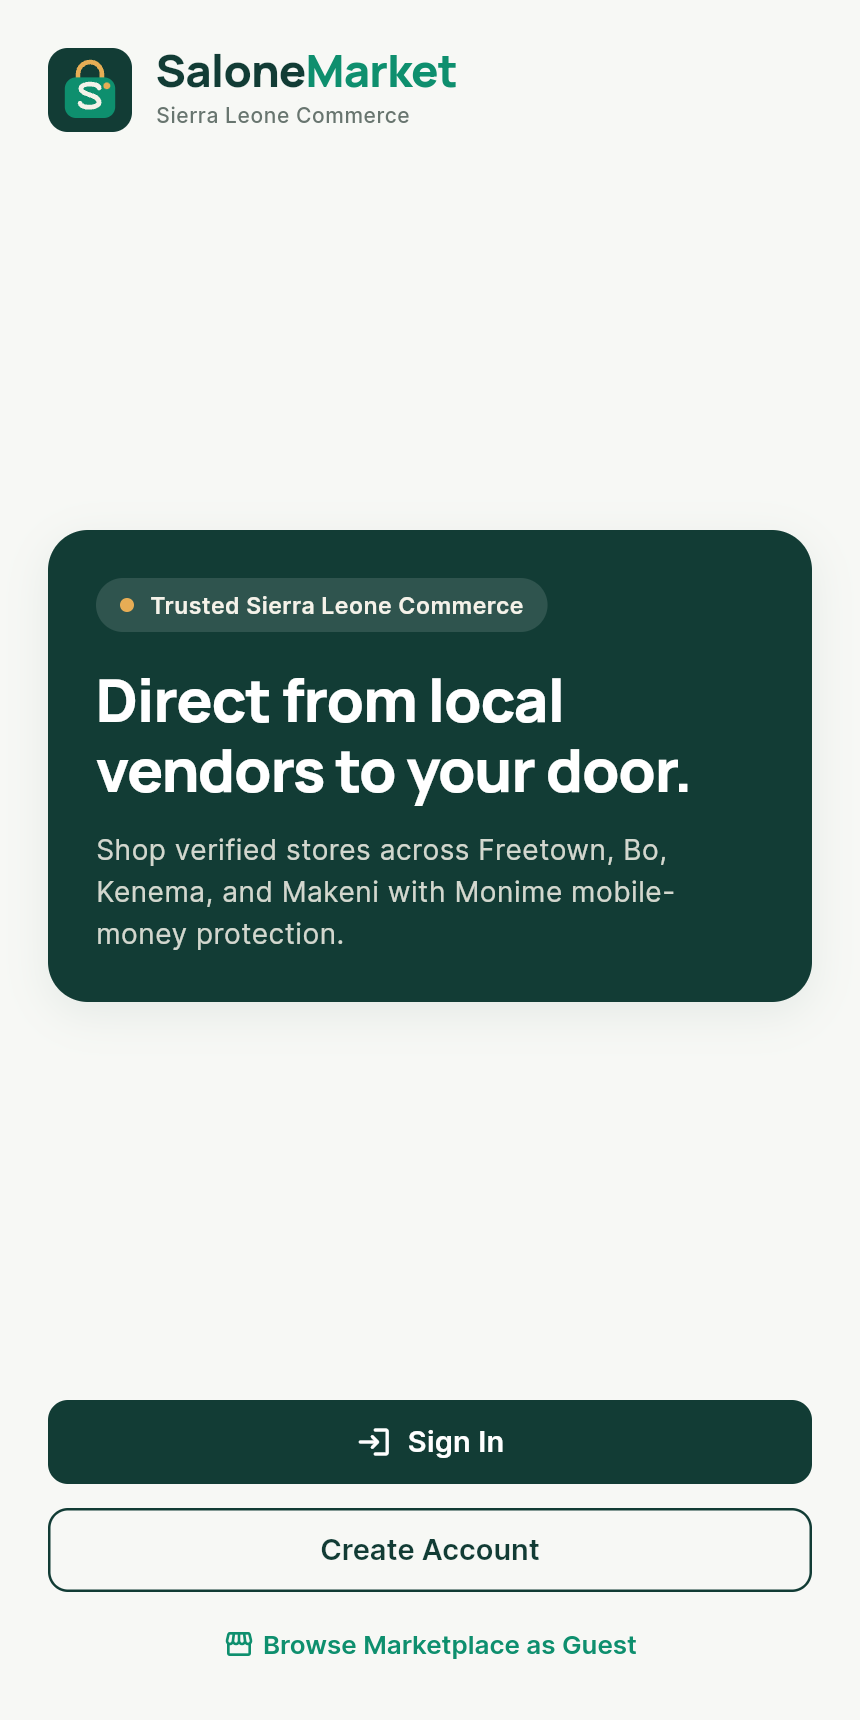 S
SaloneMarket
Sierra Leone Commerce
Trusted Sierra Leone Commerce
Direct from local
vendors to your door.
Shop verified stores across Freetown, Bo,
Kenema, and Makeni with Monime mobile-
money protection.
Sign In
Create Account
Browse Marketplace as Guest